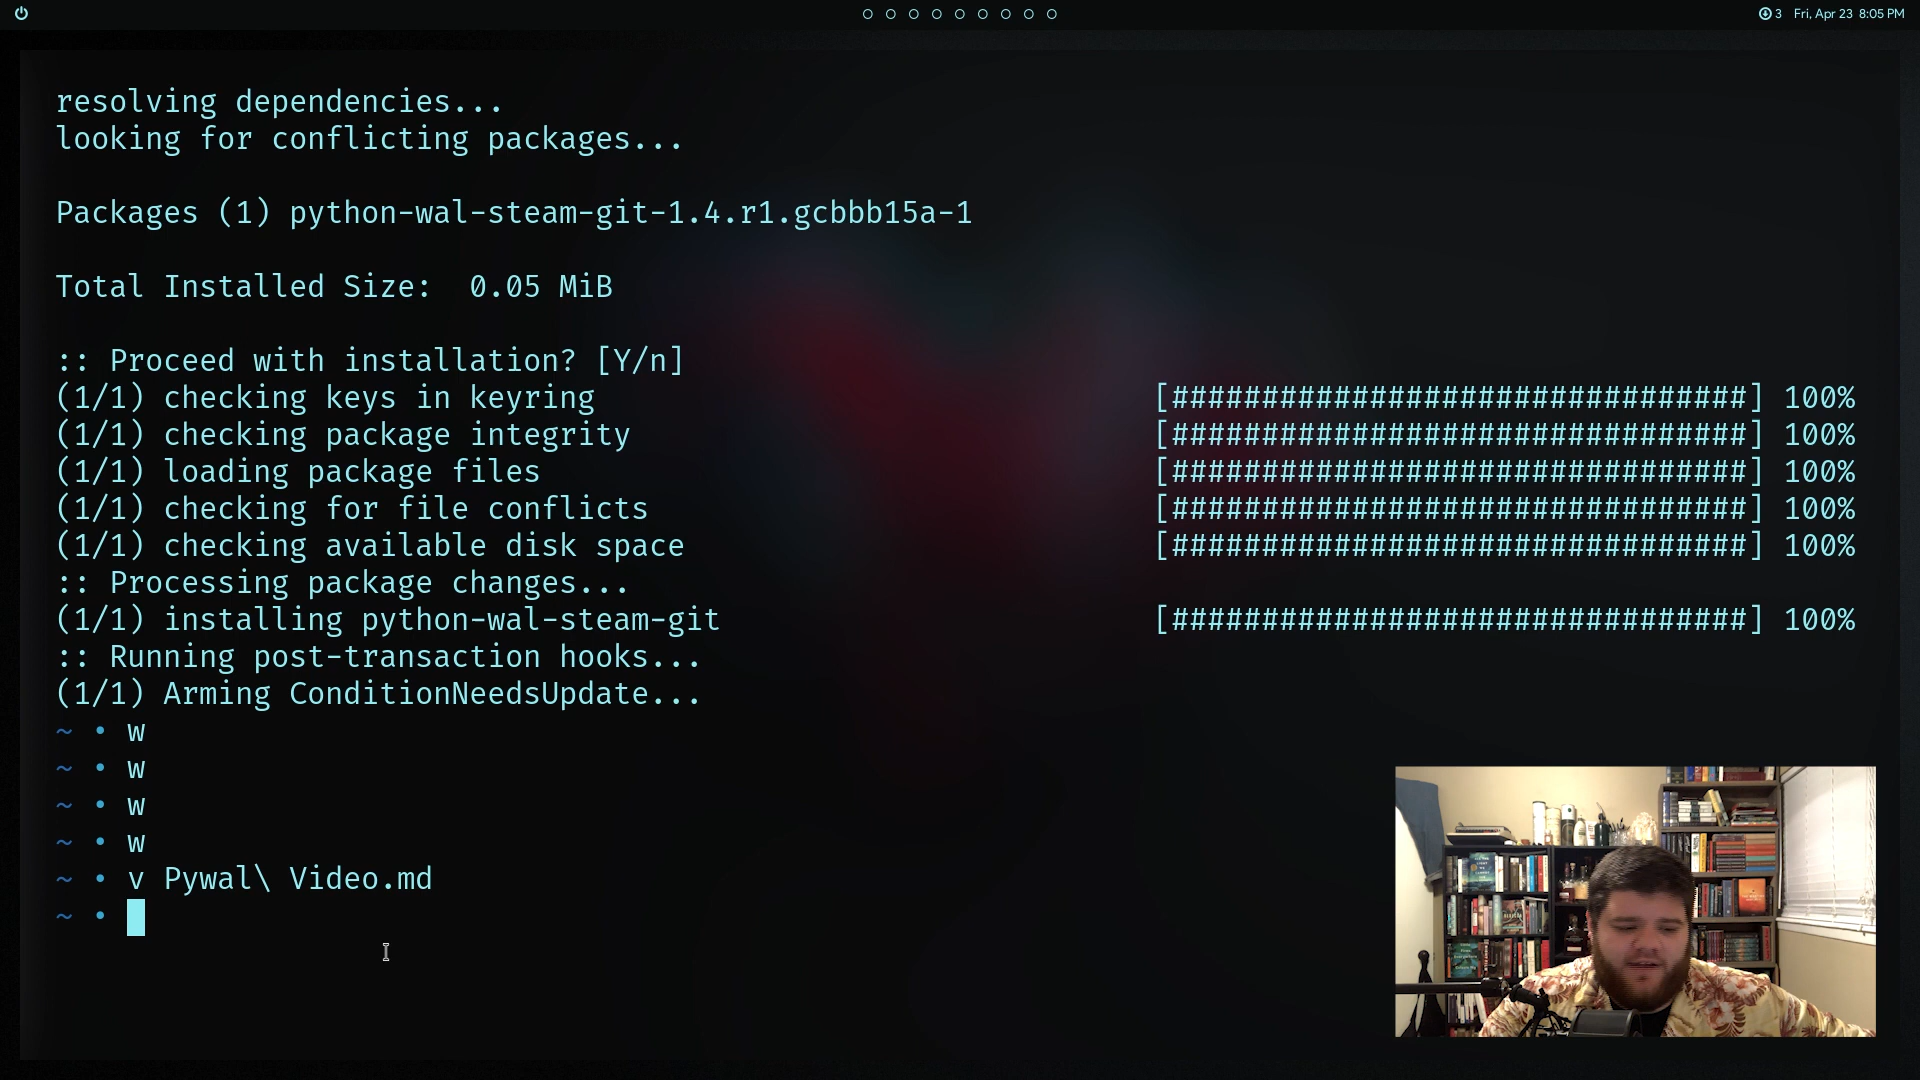 3 Fri, Apr 23 8:05 PM
resolving dependencies...
looking for conflicting packages...
Packages (1) python-wal-steam-git-1.4.r1.gcbbb15a-1
Total Installed Size:  0.05 MiB
:: Proceed with installation? [Y/n]
(1/1) checking keys in keyring [################################] 100%
(1/1) checking package integrity [################################] 100%
(1/1) loading package files [################################] 100%
(1/1) checking for file conflicts [################################] 100%
(1/1) checking available disk space [################################] 100%
:: Processing package changes...
(1/1) installing python-wal-steam-git [################################] 100%
:: Running post-transaction hooks...
(1/1) Arming ConditionNeedsUpdate...
~ • w
~ • w
~ • w
~ • w
~ • v Pywal\ Video.md
~ •